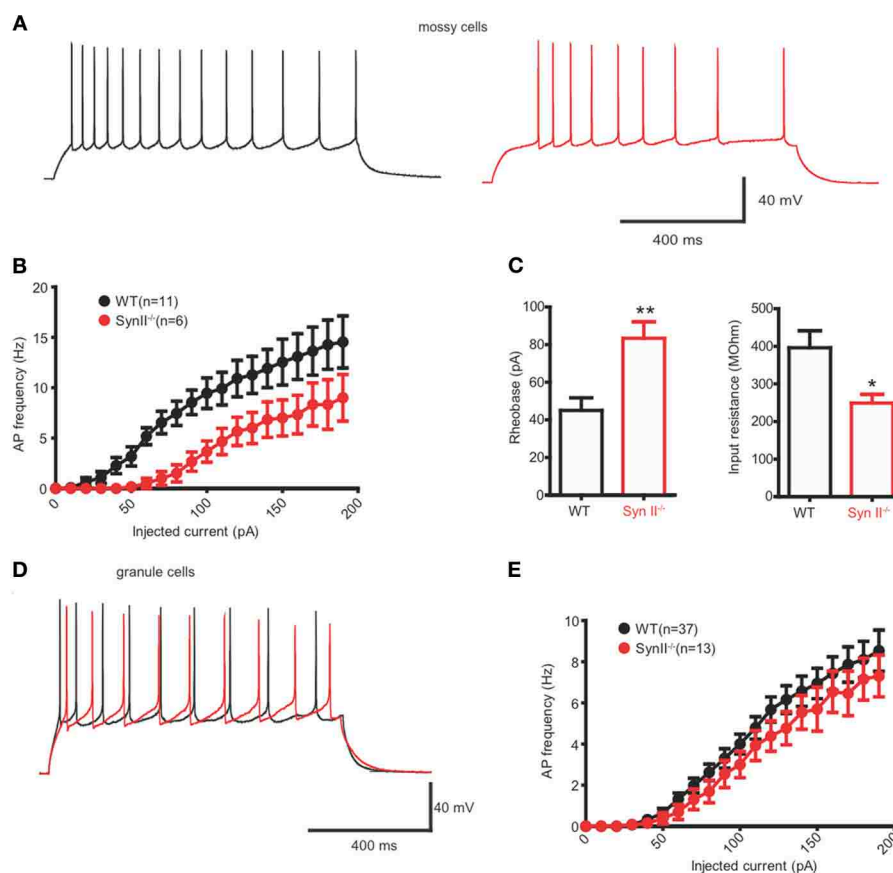 A
mossy cells
40 mV
400 ms
B
WT(n=11)
SynII⁻/⁻(n=6)
AP frequency (Hz)
20
15
10
5
0
0
50
100
150
200
Injected current (pA)
C
Rheobase (pA)
100
80
60
40
20
0
**
WT
Syn II⁻/⁻
Input resistance (MOhm)
500
400
300
200
100
0
*
WT
Syn II⁻/⁻
D
granule cells
40 mV
400 ms
E
WT(n=37)
SynII⁻/⁻(n=13)
AP frequency (Hz)
10
8
6
4
2
0
0
50
100
150
200
Injected current (pA)